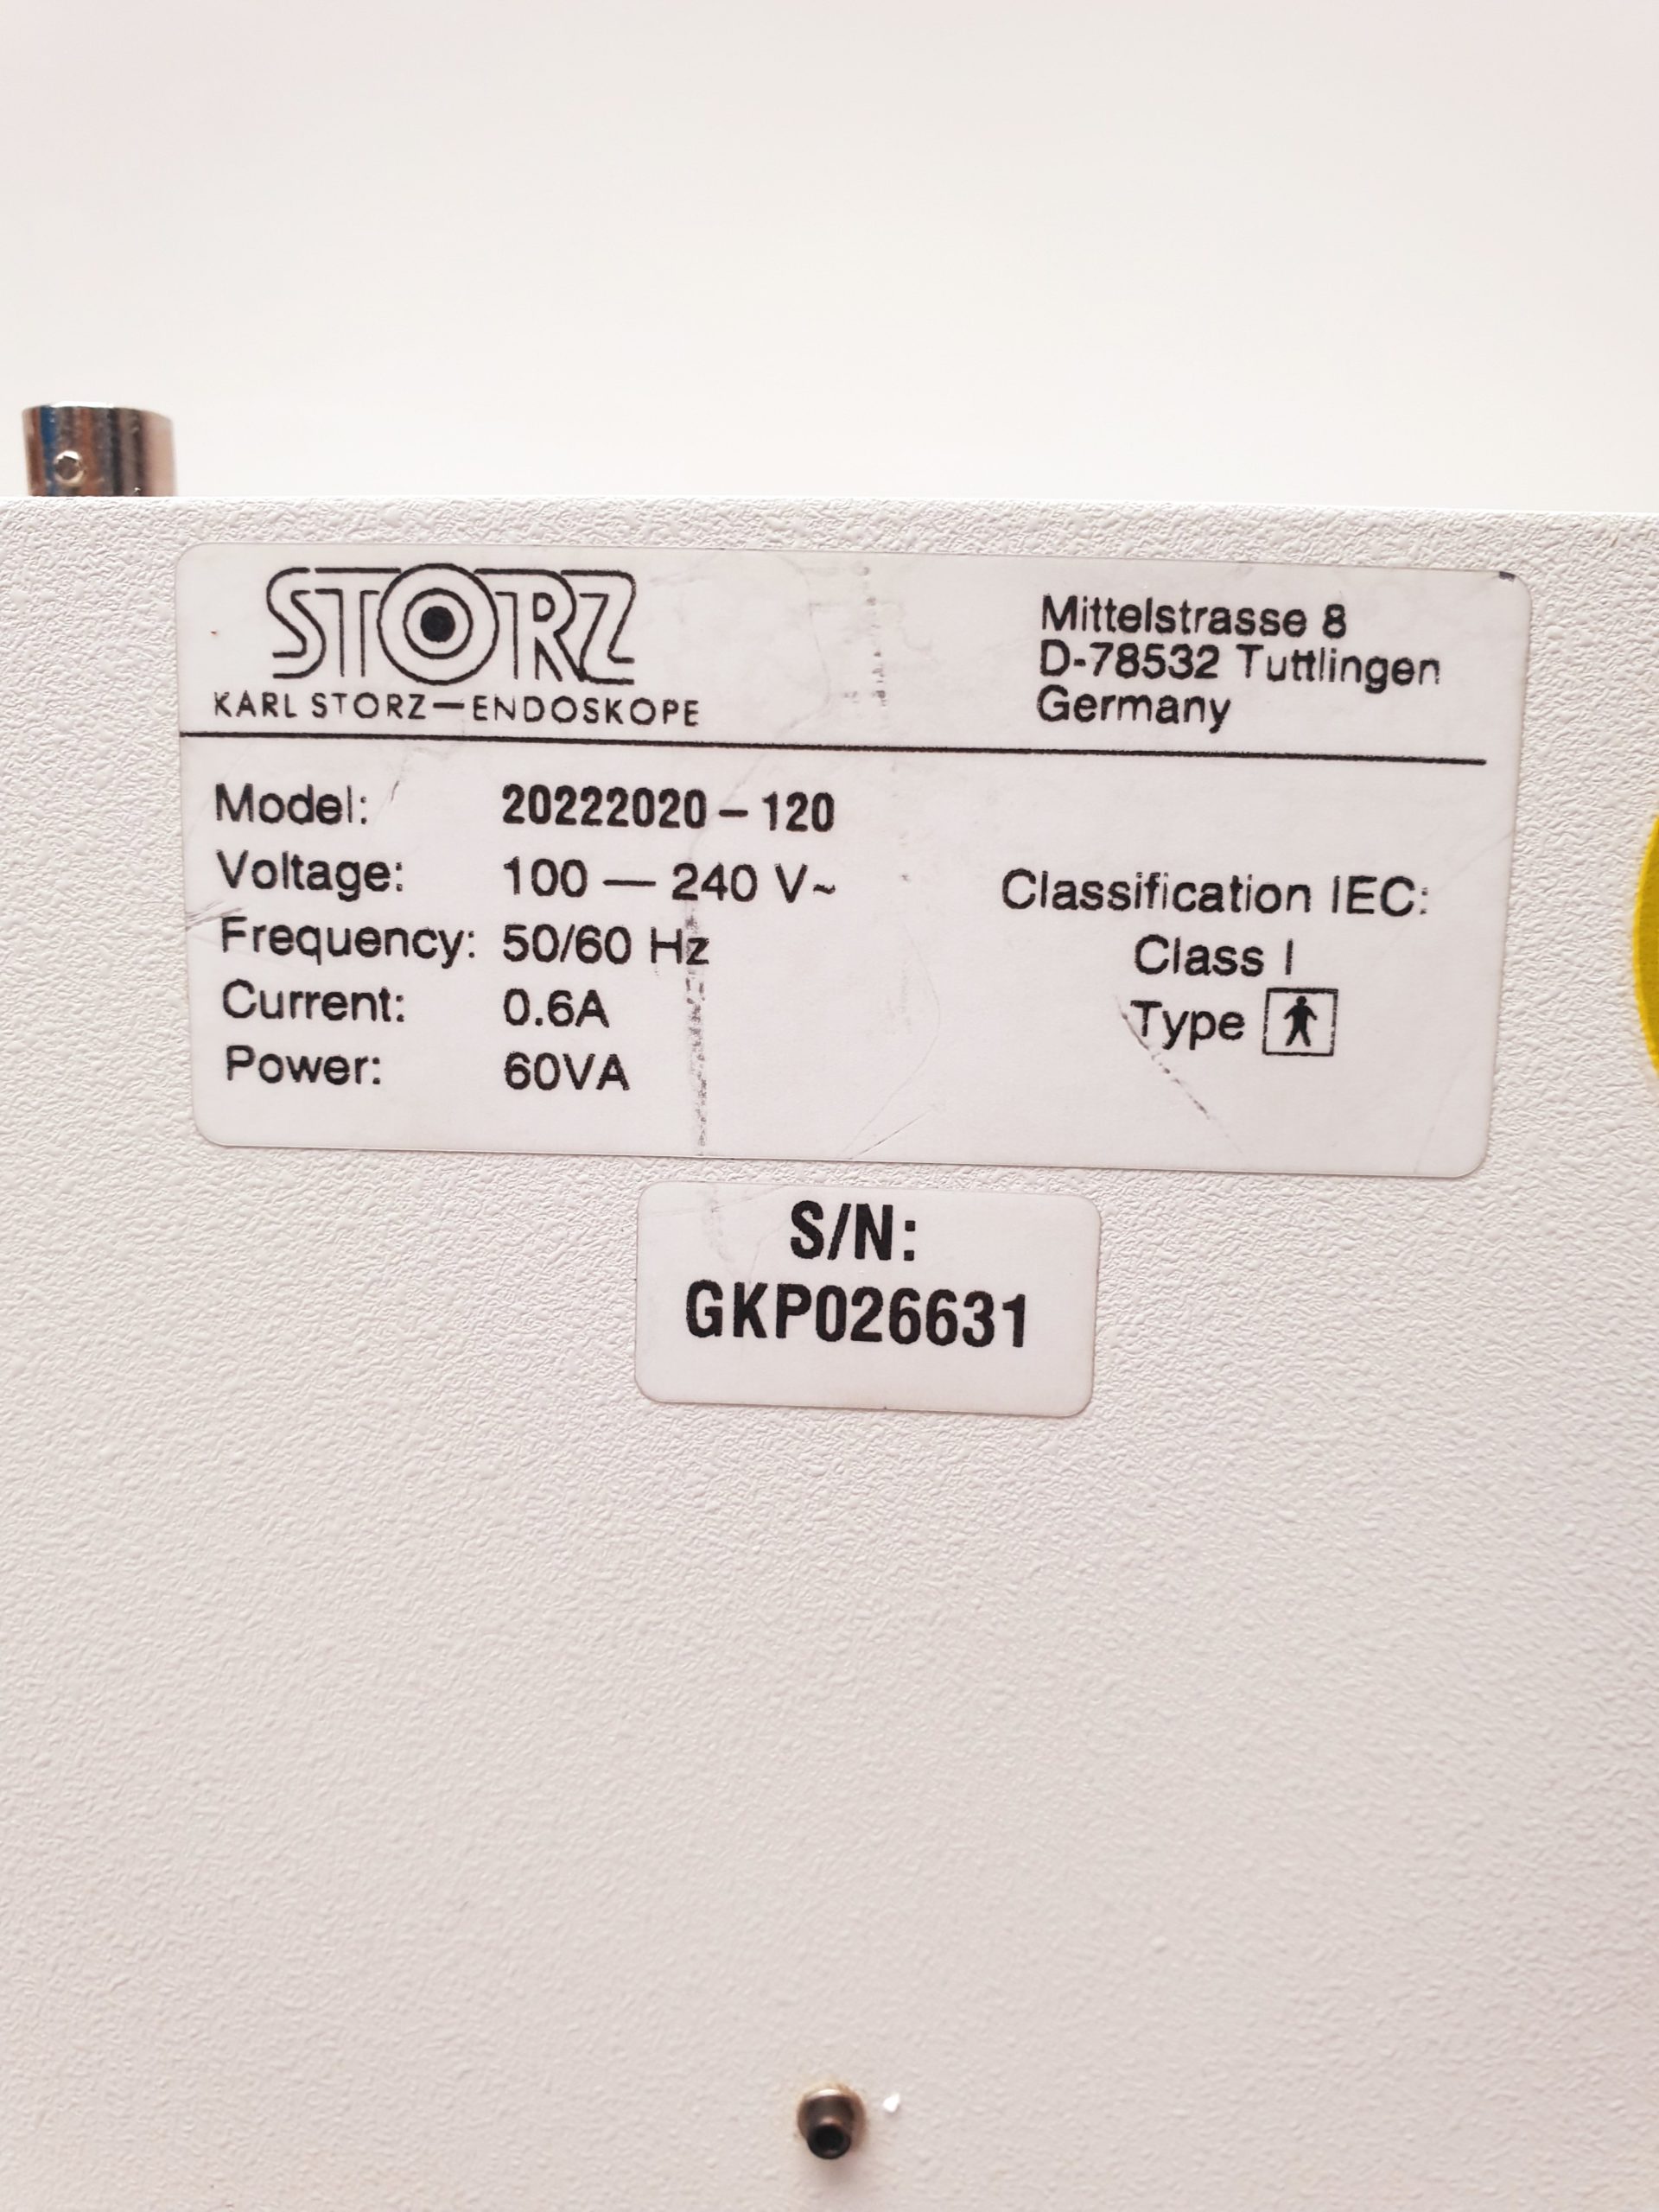 STORZ
KARL STORZ—ENDOSKOPE
Mittelstrasse 8
D-78532 Tuttlingen
Germany
Model: 20222020 – 120
Voltage: 100 — 240 V~
Frequency: 50/60 Hz
Current: 0.6A
Power: 60VA
Classification IEC:
Class I
Type
S/N:
GKP026631